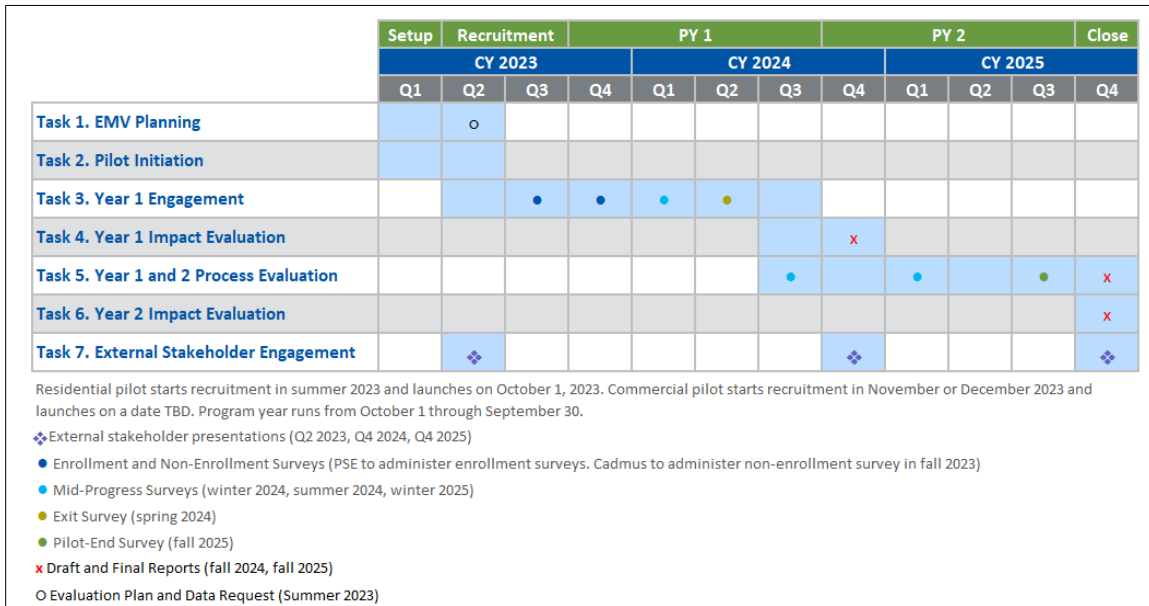 Setup Recruitment PY 1 PY 2 Close
CY 2023 CY 2024 CY 2025
Q1 Q2 Q3 Q4 Q1 Q2 Q3 Q4 Q1 Q2 Q3 Q4
Task 1. EMV Planning
Task 2. Pilot Initiation
Task 3. Year 1 Engagement
Task 4. Year 1 Impact Evaluation x
Task 5. Year 1 and 2 Process Evaluation x
Task 6. Year 2 Impact Evaluation x
Task 7. External Stakeholder Engagement
Residential pilot starts recruitment in summer 2023 and launches on October 1, 2023. Commercial pilot starts recruitment in November or December 2023 and
launches on a date TBD. Program year runs from October 1 through September 30.
External stakeholder presentations (Q2 2023, Q4 2024, Q4 2025)
Enrollment and Non-Enrollment Surveys (PSE to administer enrollment surveys. Cadmus to administer non-enrollment survey in fall 2023)
Mid-Progress Surveys (winter 2024, summer 2024, winter 2025)
Exit Survey (spring 2024)
Pilot-End Survey (fall 2025)
x Draft and Final Reports (fall 2024, fall 2025)
O Evaluation Plan and Data Request (Summer 2023)